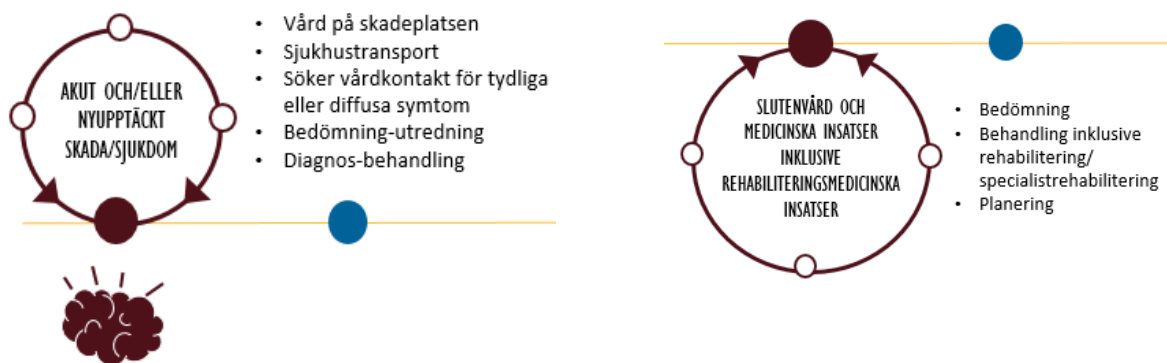 AKUT OCH/ELLER
NYUPPTÄCKT
SKADA/SJUKDOM
• Vård på skadeplatsen
• Sjukhustransport
• Söker vårdkontakt för tydliga
eller diffusa symtom
• Bedömning-utredning
• Diagnos-behandling
SLUTENVÅRD OCH
MEDICINSKA INSATSER
INKLUSIVE
REHABILITERINGSMEDICINSKA
INSATSER
• Bedömning
• Behandling inklusive
rehabilitering/
specialistrehabilitering
• Planering